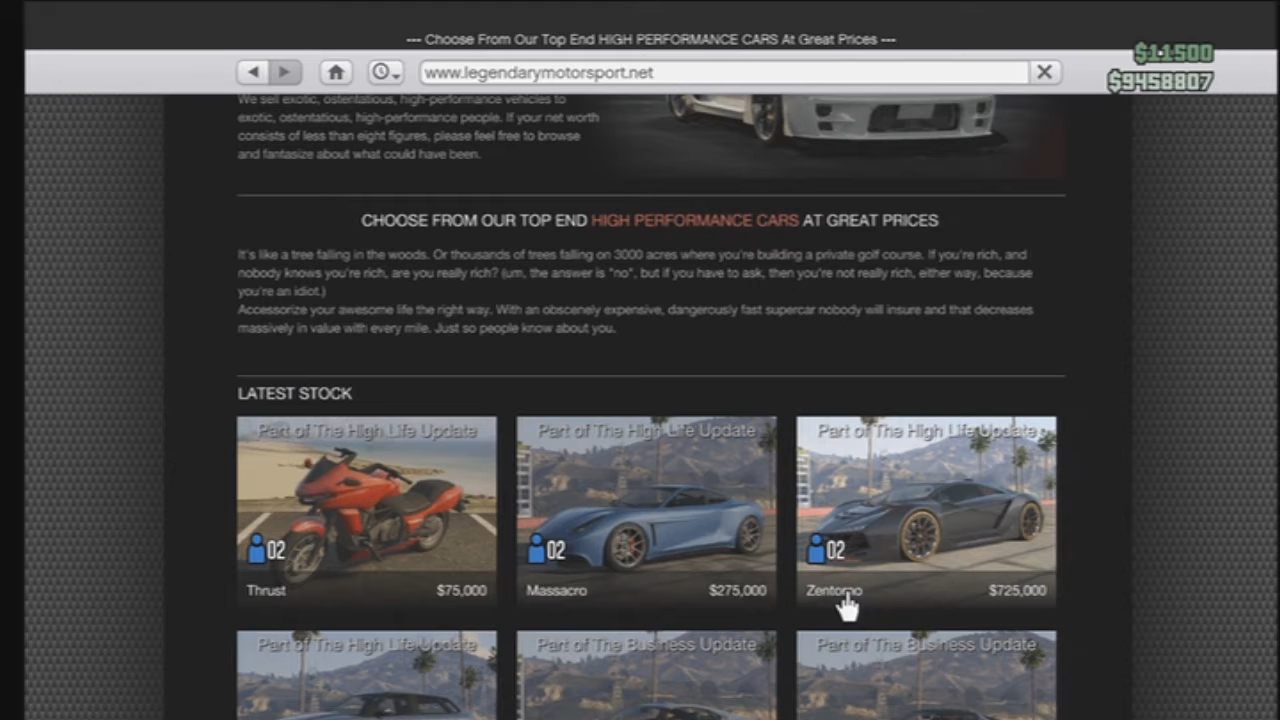 --- Choose From Our Top End HIGH PERFORMANCE CARS At Great Prices ---
$11500
www.legendarymotorsport.net
$9458807
We sell exotic, ostentatious, high-performance vehicles to
exotic, ostentatious, high-performance people. If your net worth
consists of less than eight figures, please feel free to browse
and fantasize about what could have been.
CHOOSE FROM OUR TOP END HIGH PERFORMANCE CARS AT GREAT PRICES
It's like a tree falling in the woods. Or thousands of trees falling on 3000 acres where you're building a private golf course. If you're rich, and
nobody knows you're rich, are you really rich? (um, the answer is "no", but if you have to ask, then you're not really rich, either way, because
you're an idiot.)
Accessorize your awesome life the right way. With an obscenely expensive, dangerously fast supercar nobody will insure and that decreases
massively in value with every mile. Just so people know about you.
LATEST STOCK
Part of The High Life Update
02
Thrust $75,000
Part of The High Life Update
02
Massacro $275,000
Part of The High Life Update
02
Zentorno $725,000
Part of The High Life Update
Part of The Business Update
Part of The Business Update